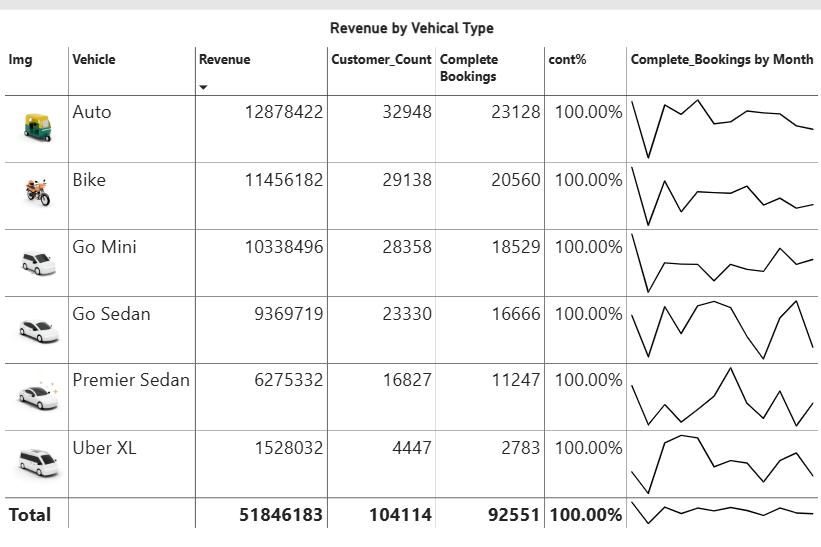 Revenue by Vehical Type
Img Vehicle Revenue Customer_Count Complete Bookings cont% Complete_Bookings by Month
Auto 12878422 32948 23128 100.00%
Bike 11456182 29138 20560 100.00%
Go Mini 10338496 28358 18529 100.00%
Go Sedan 9369719 23330 16666 100.00%
Premier Sedan 6275332 16827 11247 100.00%
Uber XL 1528032 4447 2783 100.00%
Total 51846183 104114 92551 100.00%